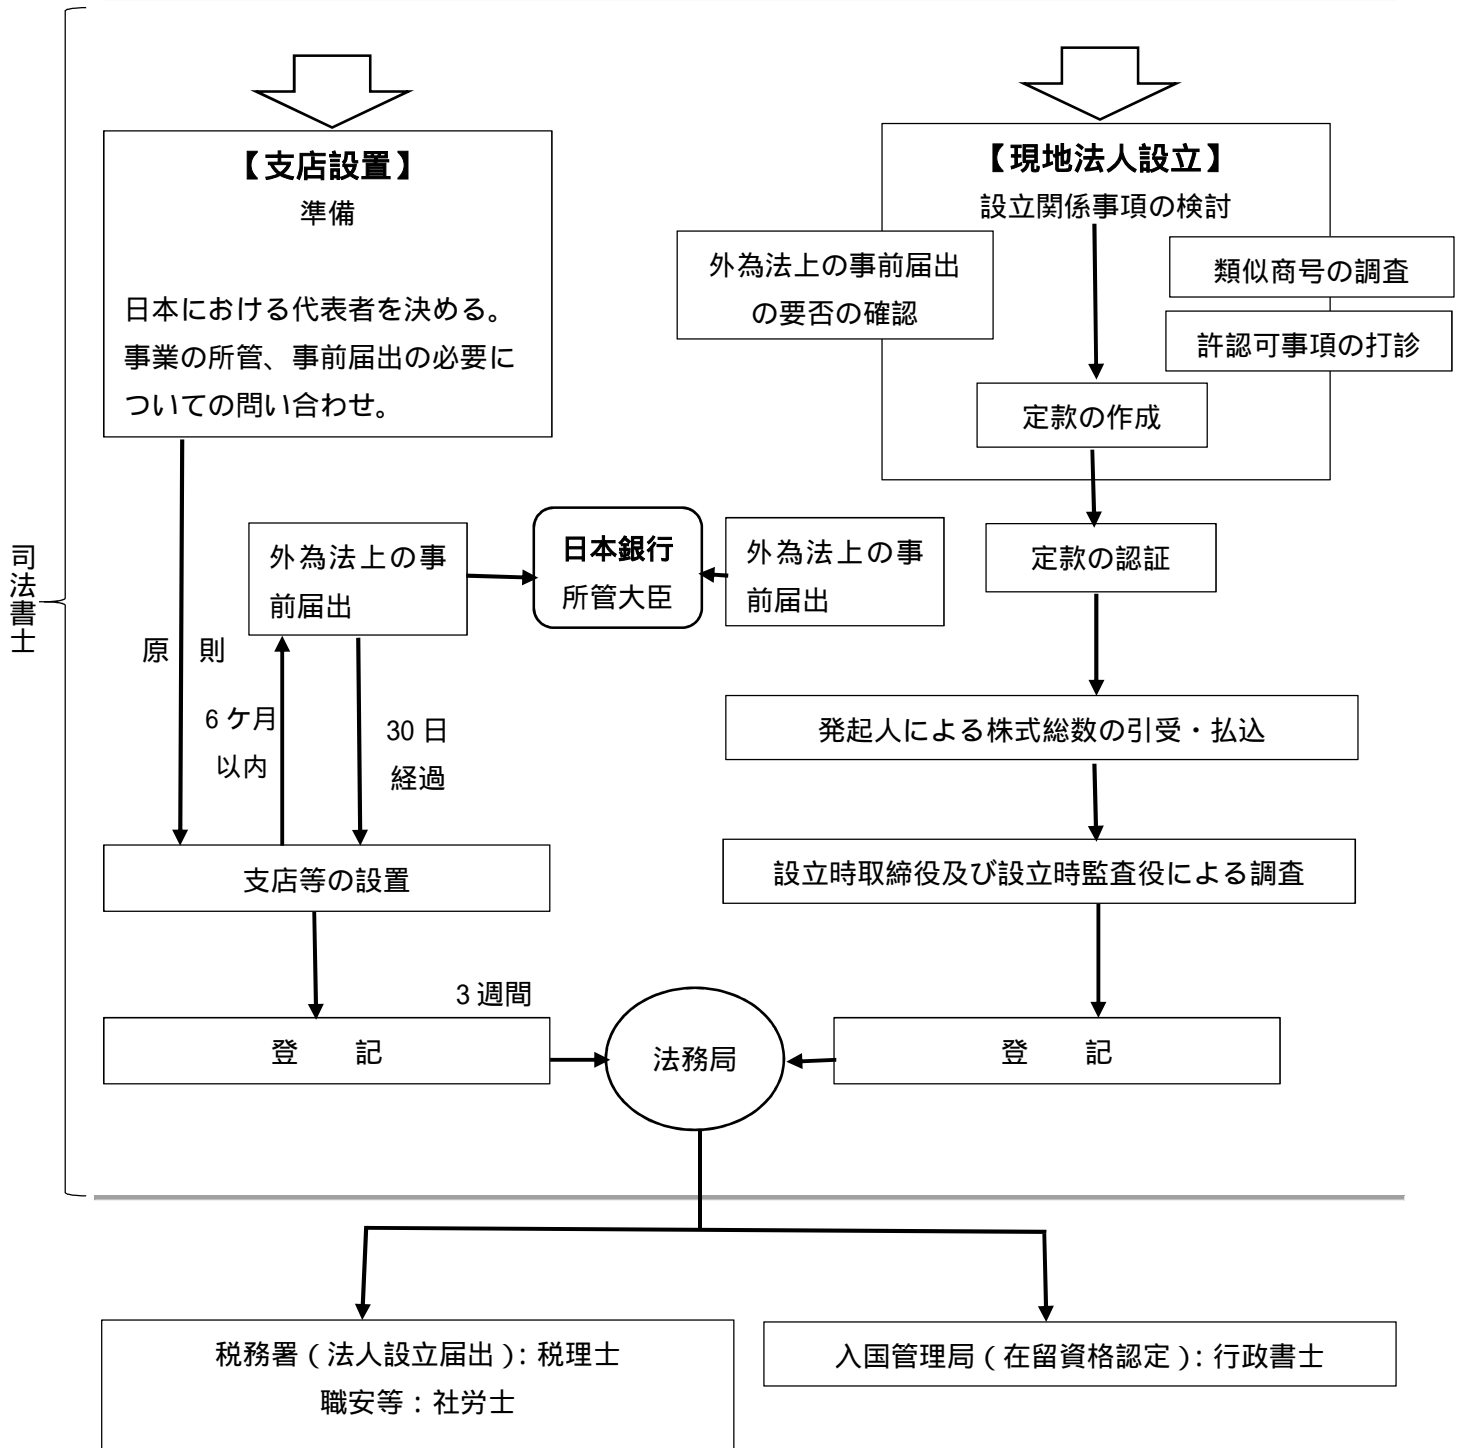 司法書士
【支店設置】
準備
日本における代表者を決める。
事業の所管、事前届出の必要に
ついての問い合わせ。
【現地法人設立】
設立関係事項の検討
外為法上の事前届出
の要否の確認
類似商号の調査
許認可事項の打診
定款の作成
外為法上の事
前届出
日本銀行
所管大臣
外為法上の事
前届出
定款の認証
原 則
6 ケ月
以内
30 日
経過
発起人による株式総数の引受・払込
支店等の設置
設立時取締役及び設立時監査役による調査
3 週間
登 記
法務局
登 記
税務署(法人設立届出):税理士
職安等:社労士
入国管理局(在留資格認定):行政書士